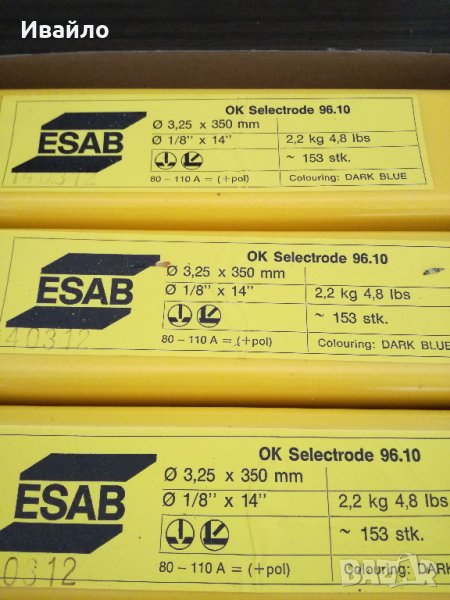 Ивайло
OK Selectrode 96.10
ESAB
Ø 3,25 x 350 mm
Ø 1/8" x 14" 2,2 kg 4,8 lbs
~ 153 stk.
80 – 110 A = (+pol) Colouring: DARK BLUE
OK Selectrode 96.10
ESAB
Ø 3,25 x 350 mm
Ø 1/8" x 14" 2,2 kg 4,8 lbs
~ 153 stk.
40312
80 – 110 A = (+pol) Colouring: DARK BLUE
OK Selectrode 96.10
ESAB
Ø 3,25 x 350 mm
Ø 1/8" x 14" 2,2 kg 4,8 lbs
~ 153 stk.
0312
80 – 110 A = (+pol) Colouring: DARK
BAZAR